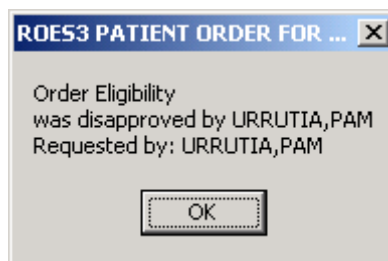 ROES3 PATIENT ORDER FOR ...
Order Eligibility
was disapproved by URRUTIA,PAM
Requested by: URRUTIA,PAM
OK